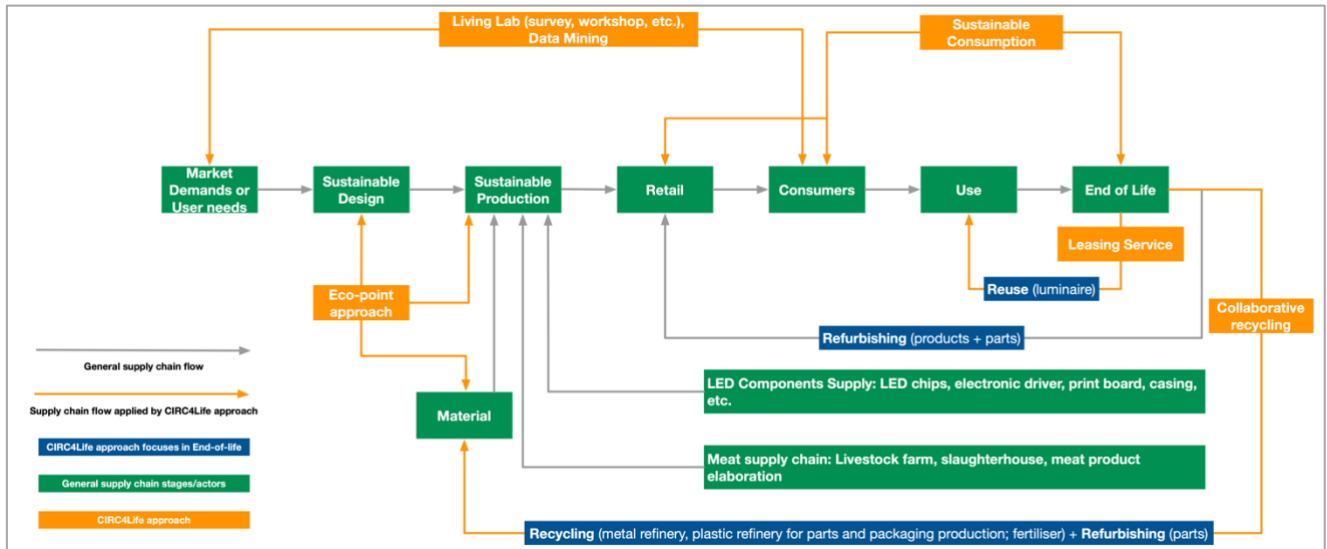 Living Lab (survey, workshop, etc.),
Data Mining
Sustainable
Consumption
Market
Demands or
User needs
Sustainable
Design
Sustainable
Production
Retail
Consumers
Use
End of Life
Leasing Service
Reuse (luminaire)
Eco-point
approach
Collaborative
recycling
Refurbishing (products + parts)
General supply chain flow
LED Components Supply: LED chips, electronic driver, print board, casing,
etc.
Supply chain flow applied by CIRC4Life approach
Material
CIRC4Life approach focuses in End-of-life
Meat supply chain: Livestock farm, slaughterhouse, meat product
elaboration
General supply chain stages/actors
CIRC4Life approach
Recycling (metal refinery, plastic refinery for parts and packaging production; fertiliser) + Refurbishing (parts)